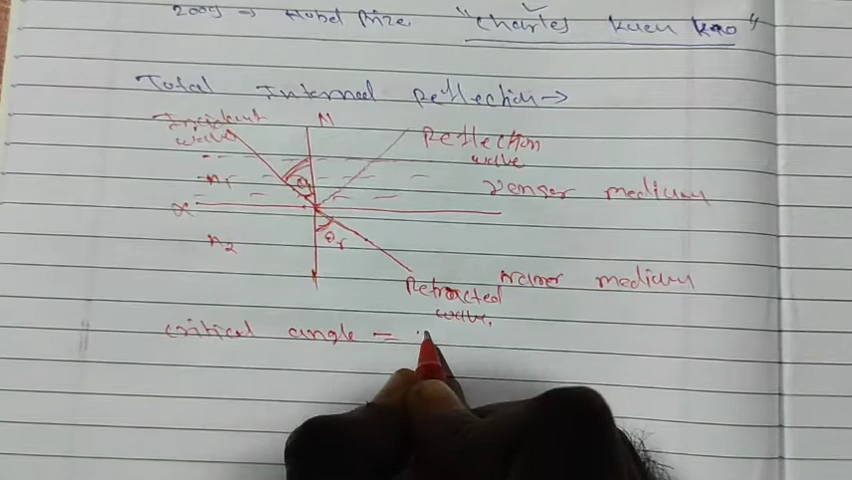 2009 → Nobel Prize "Charles Kuen Kao"
Total Internal Reflection →
Incident wave
N
Reflection wave
n1
θi
Denser medium
x
n2
θr
Rarer medium
Refracted wave.
critical angle =